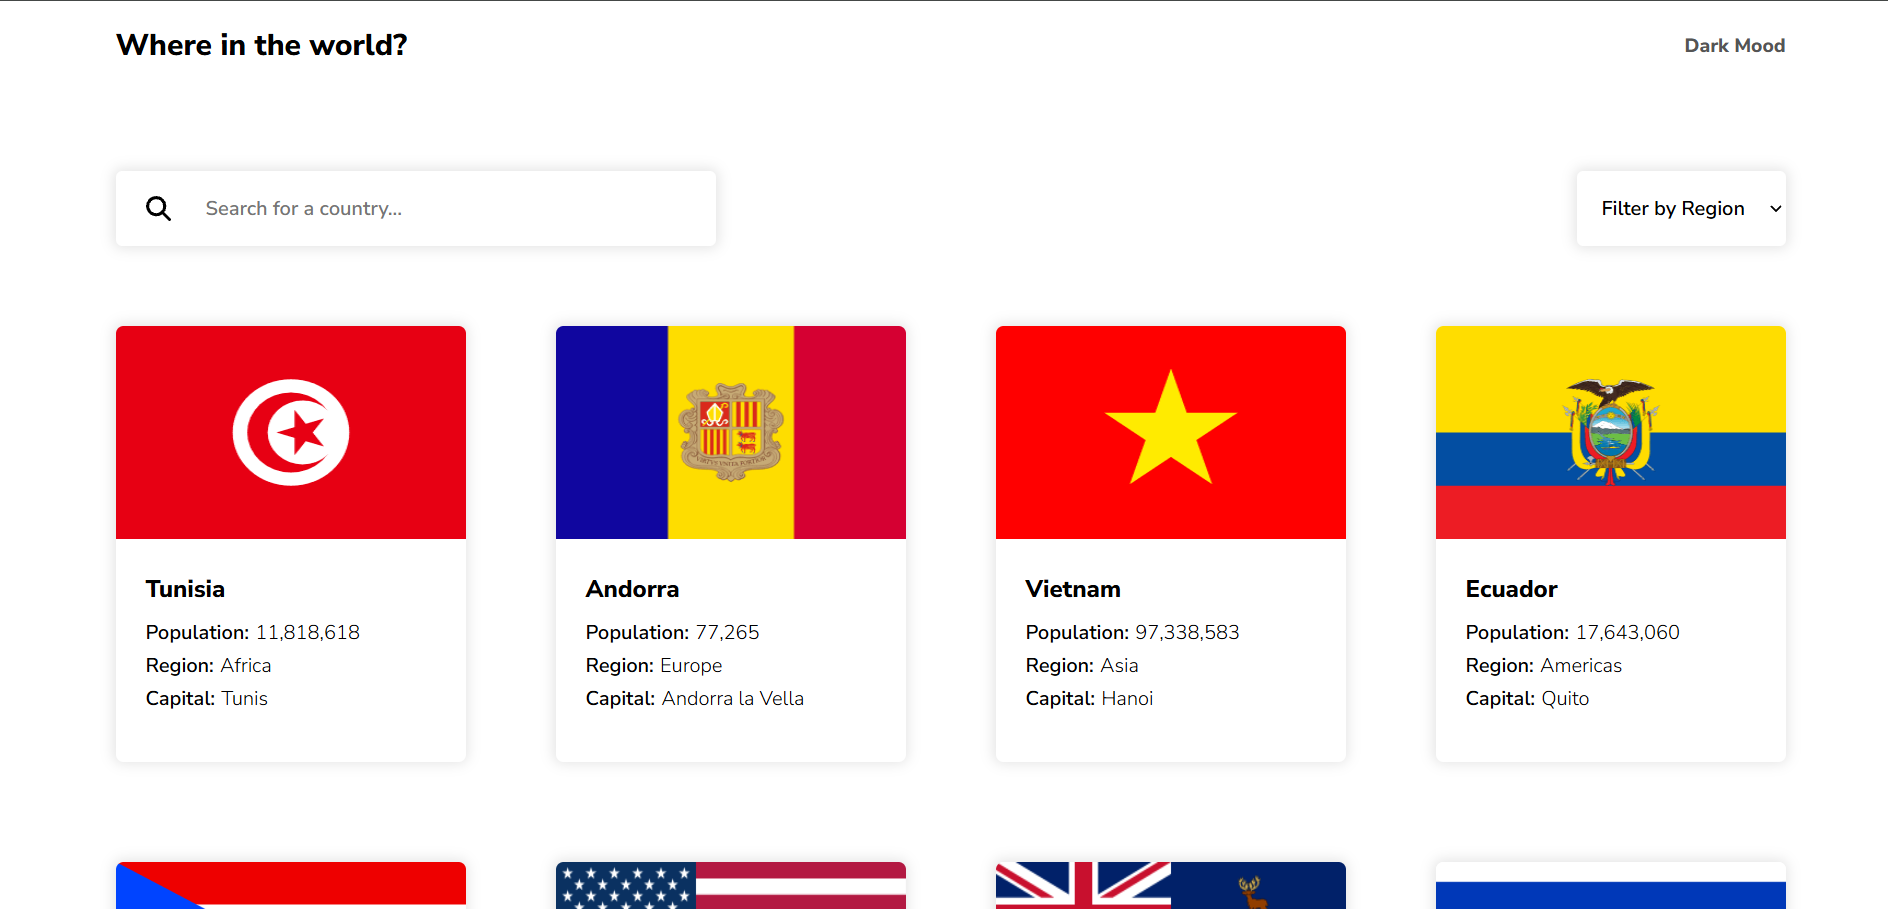 Where in the world?
Dark Mood
Search for a country...
Filter by Region
Tunisia
Population: 11,818,618
Region: Africa
Capital: Tunis
Andorra
Population: 77,265
Region: Europe
Capital: Andorra la Vella
Vietnam
Population: 97,338,583
Region: Asia
Capital: Hanoi
Ecuador
Population: 17,643,060
Region: Americas
Capital: Quito